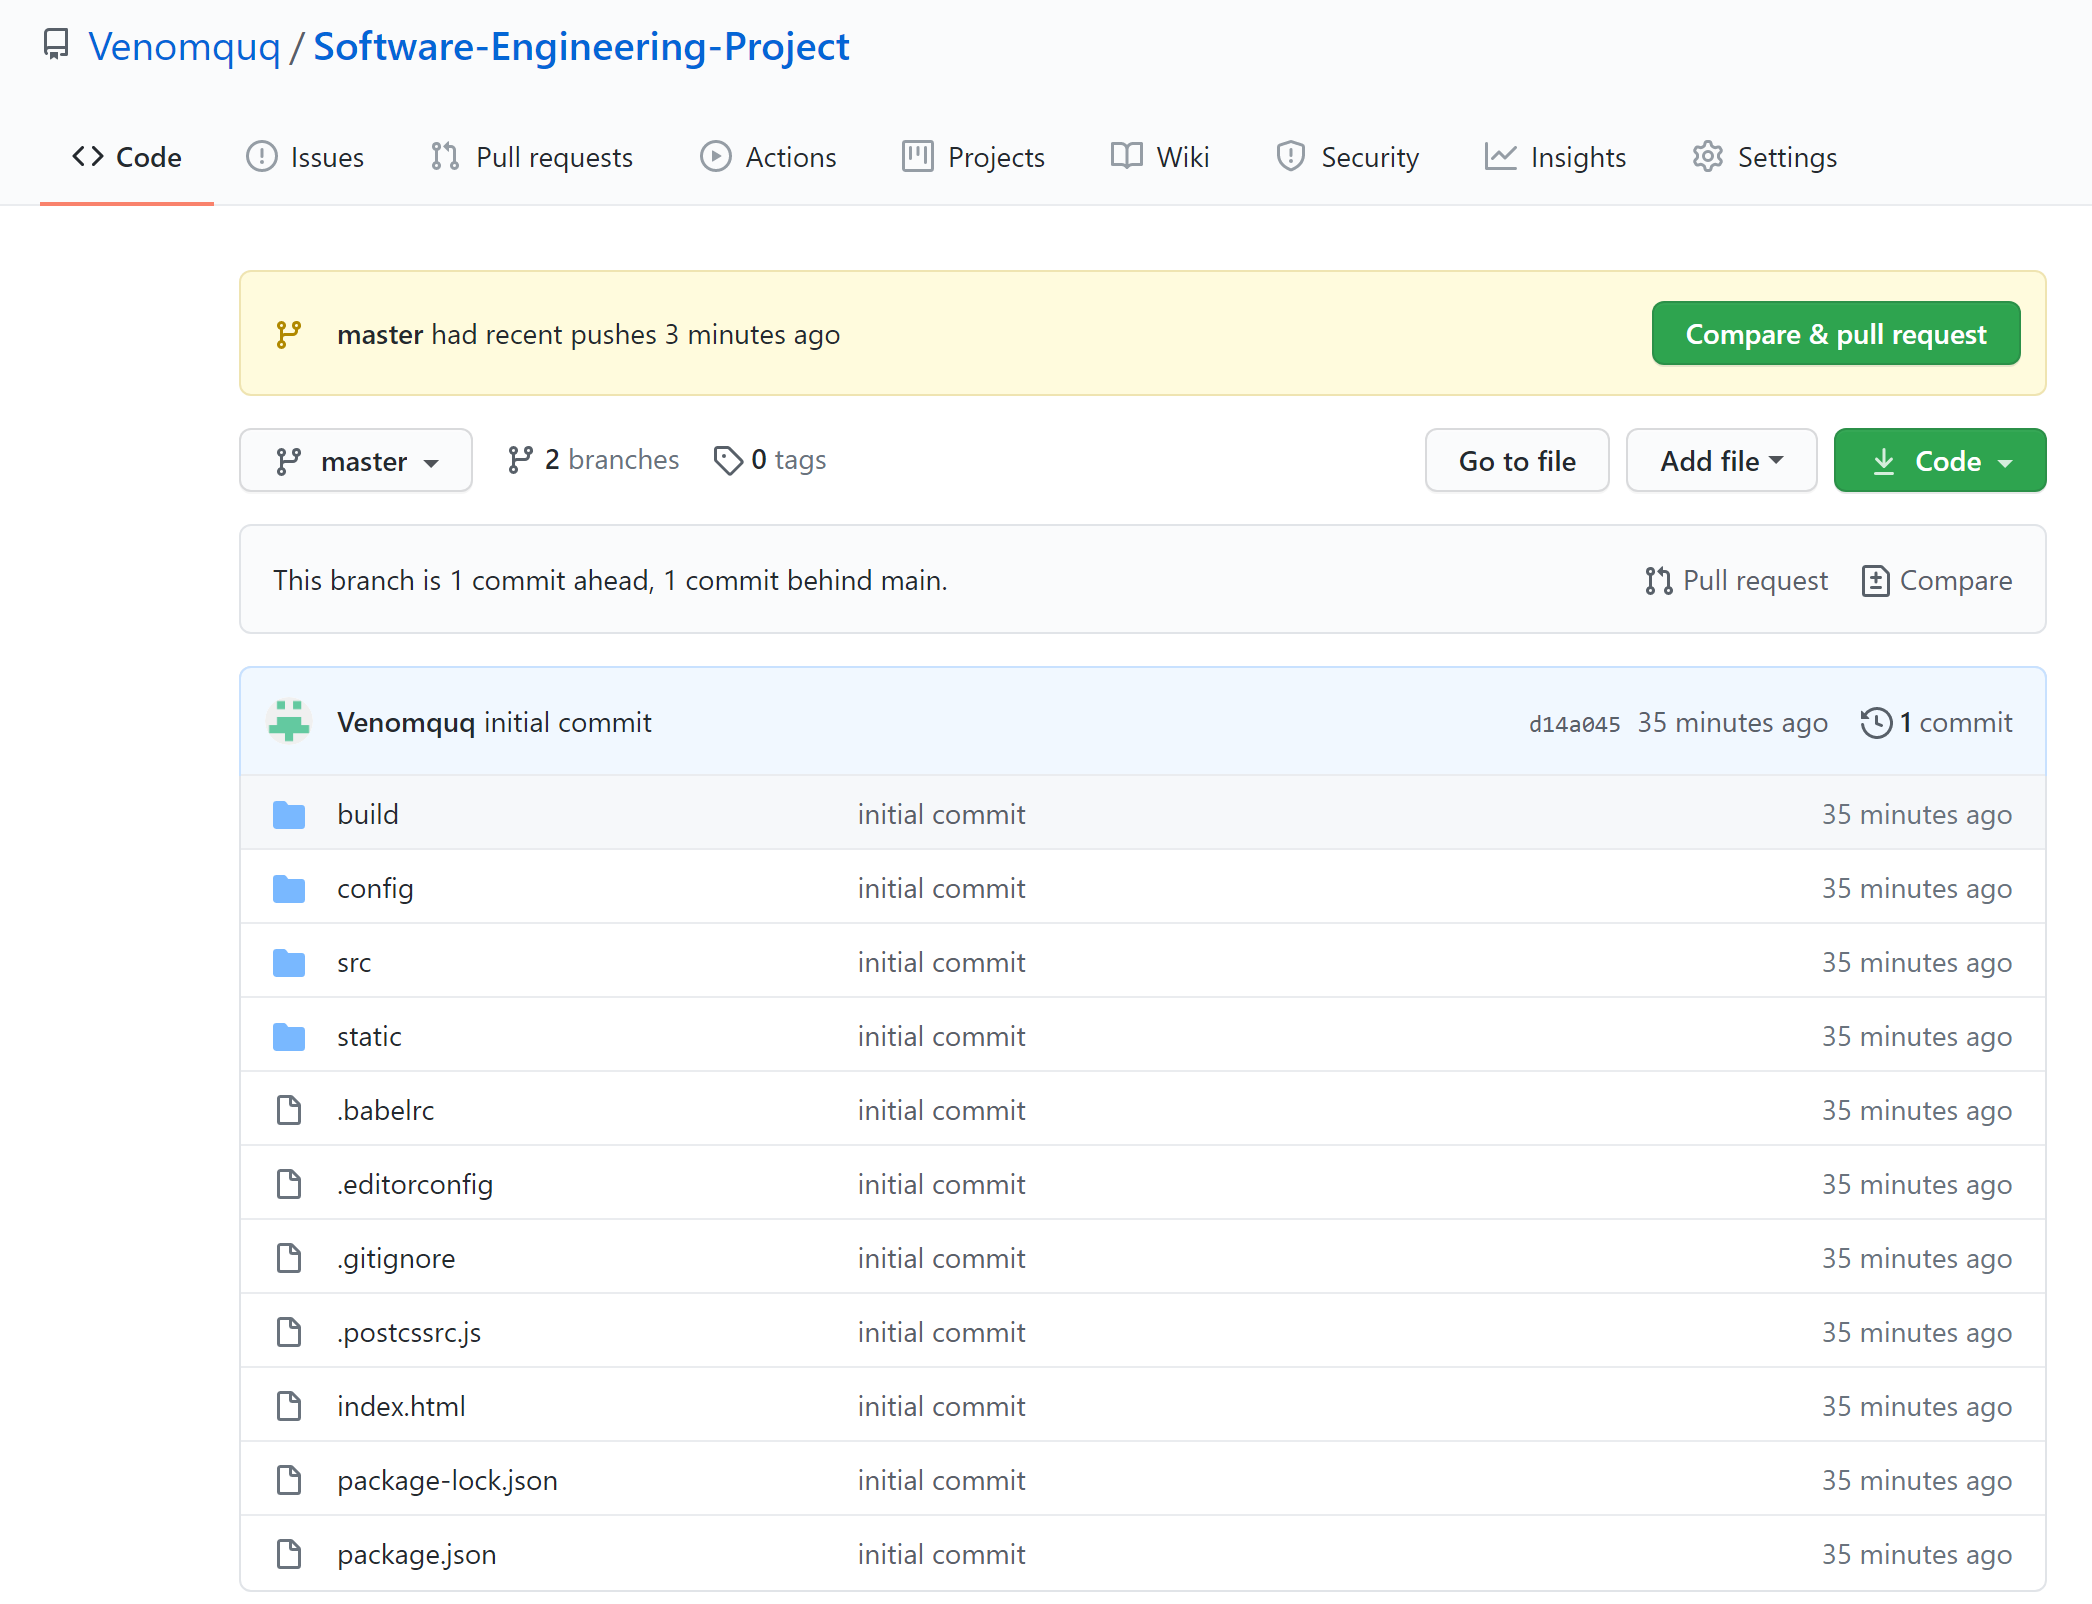 Venomquq / Software-Engineering-Project
Code Issues Pull requests Actions Projects Wiki Security Insights Settings
master had recent pushes 3 minutes ago Compare & pull request
master 2 branches 0 tags Go to file Add file Code
This branch is 1 commit ahead, 1 commit behind main. Pull request Compare
Venomquq initial commit d14a045 35 minutes ago 1 commit
build initial commit 35 minutes ago
config initial commit 35 minutes ago
src initial commit 35 minutes ago
static initial commit 35 minutes ago
.babelrc initial commit 35 minutes ago
.editorconfig initial commit 35 minutes ago
.gitignore initial commit 35 minutes ago
.postcssrc.js initial commit 35 minutes ago
index.html initial commit 35 minutes ago
package-lock.json initial commit 35 minutes ago
package.json initial commit 35 minutes ago